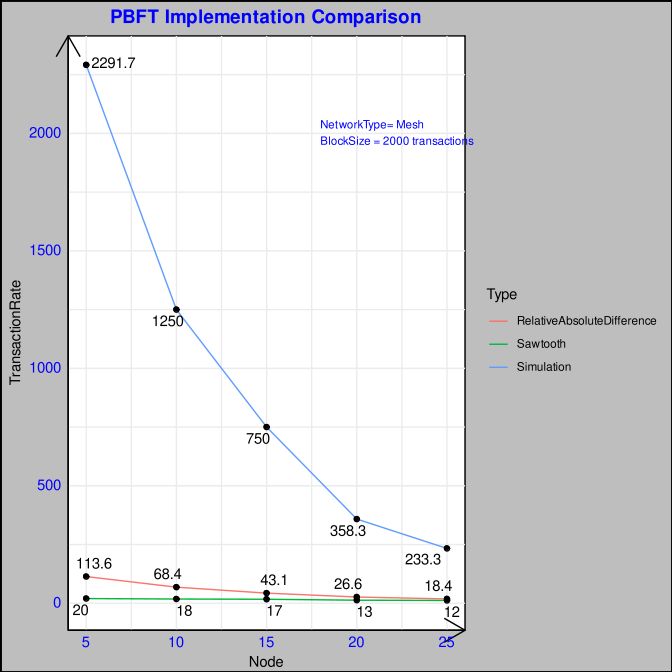 PBFT Implementation Comparison
2291.7
NetworkType= Mesh
BlockSize = 2000 transactions
2000
1500
1250
1000
750
500
358.3
233.3
113.6
68.4
43.1
26.6
18.4
0
20
18
17
13
12
5
10
15
20
25
Node
TransactionRate
Type
RelativeAbsoluteDifference
Sawtooth
Simulation